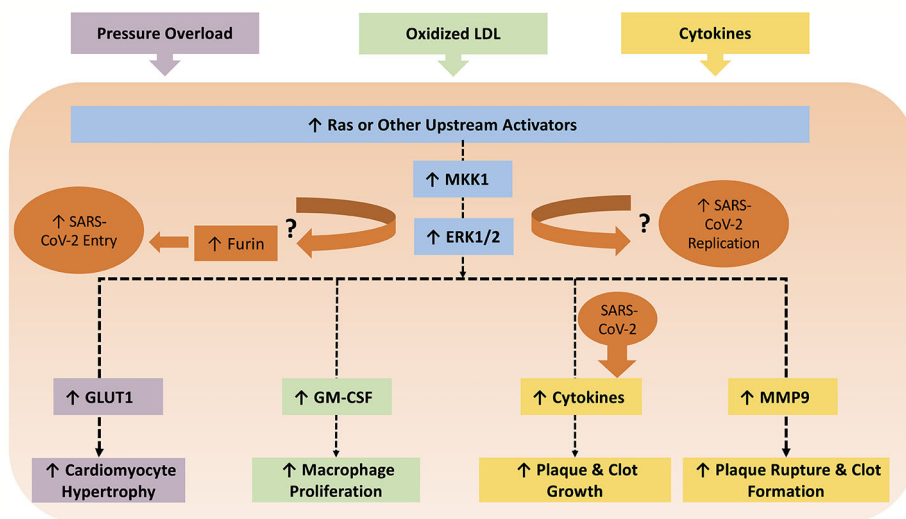 Pressure Overload
Oxidized LDL
Cytokines
↑ Ras or Other Upstream Activators
↑ MKK1
↑ SARS-
CoV-2 Entry
↑ Furin
?
↑ ERK1/2
?
↑ SARS-
CoV-2
Replication
SARS-
CoV-2
↑ GLUT1
↑ GM-CSF
↑ Cytokines
↑ MMP9
↑ Cardiomyocyte
Hypertrophy
↑ Macrophage
Proliferation
↑ Plaque & Clot
Growth
↑ Plaque Rupture & Clot
Formation